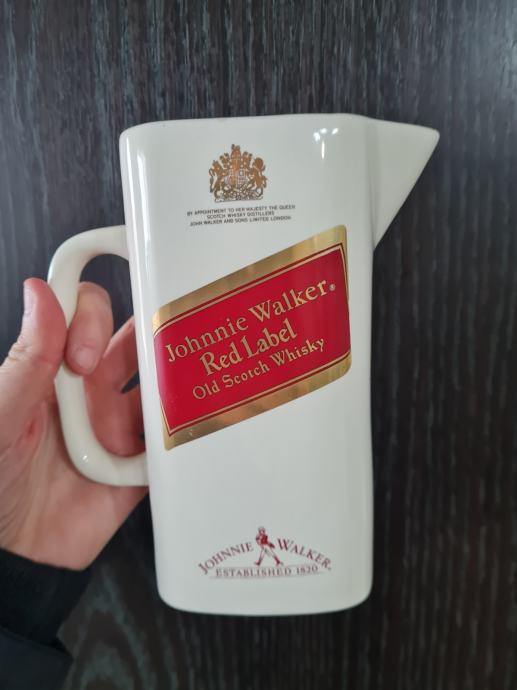 BY APPOINTMENT TO HER MAJESTY THE QUEEN
SCOTCH WHISKY DISTILLERS
JOHN WALKER AND SONS LIMITED LONDON
Johnnie Walker®
Red Label
Old Scotch Whisky
JOHNNIE WALKER®
ESTABLISHED 1820